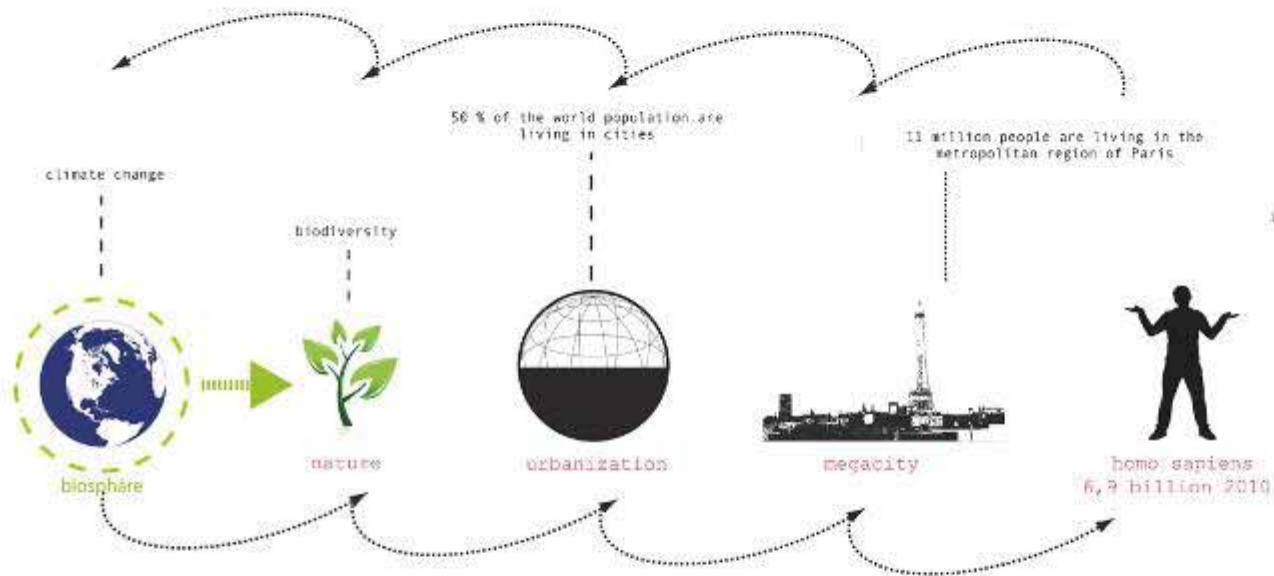 50 % of the world population are
living in cities
11 million people are living in the
metropolitan region of Paris
climate change
biodiversity
biosphäre
nature
urbanization
megacity
homo sapiens
6,9 billion 2010